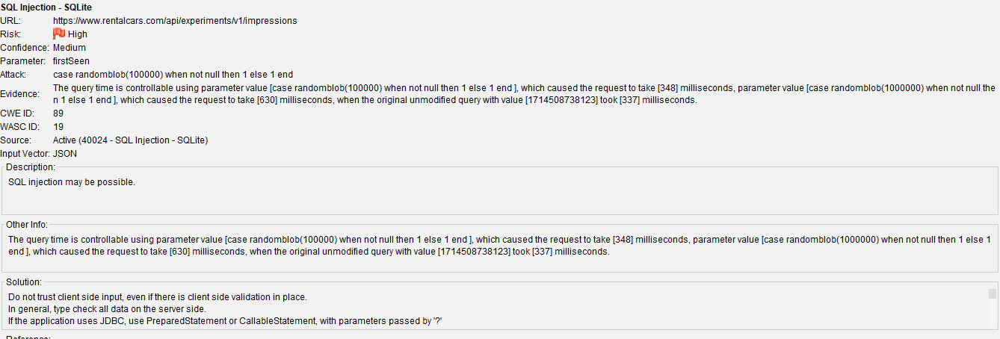 SQL Injection - SQLite
URL: https://www.rentalcars.com/api/experiments/v1/impressions
Risk: High
Confidence: Medium
Parameter: firstSeen
Attack: case randomblob(100000) when not null then 1 else 1 end
Evidence: The query time is controllable using parameter value [case randomblob(100000) when not null then 1 else 1 end ], which caused the request to take [348] milliseconds, parameter value [case randomblob(1000000) when not null the
n 1 else 1 end ], which caused the request to take [630] milliseconds, when the original unmodified query with value [1714508738123] took [337] milliseconds.
CWE ID: 89
WASC ID: 19
Source: Active (40024 - SQL Injection - SQLite)
Input Vector: JSON
Description:
SQL injection may be possible.
Other Info:
The query time is controllable using parameter value [case randomblob(100000) when not null then 1 else 1 end ], which caused the request to take [348] milliseconds, parameter value [case randomblob(1000000) when not null then 1 else 1
end ], which caused the request to take [630] milliseconds, when the original unmodified query with value [1714508738123] took [337] milliseconds.
Solution:
Do not trust client side input, even if there is client side validation in place.
In general, type check all data on the server side.
If the application uses JDBC, use PreparedStatement or CallableStatement, with parameters passed by '?'
Reference: